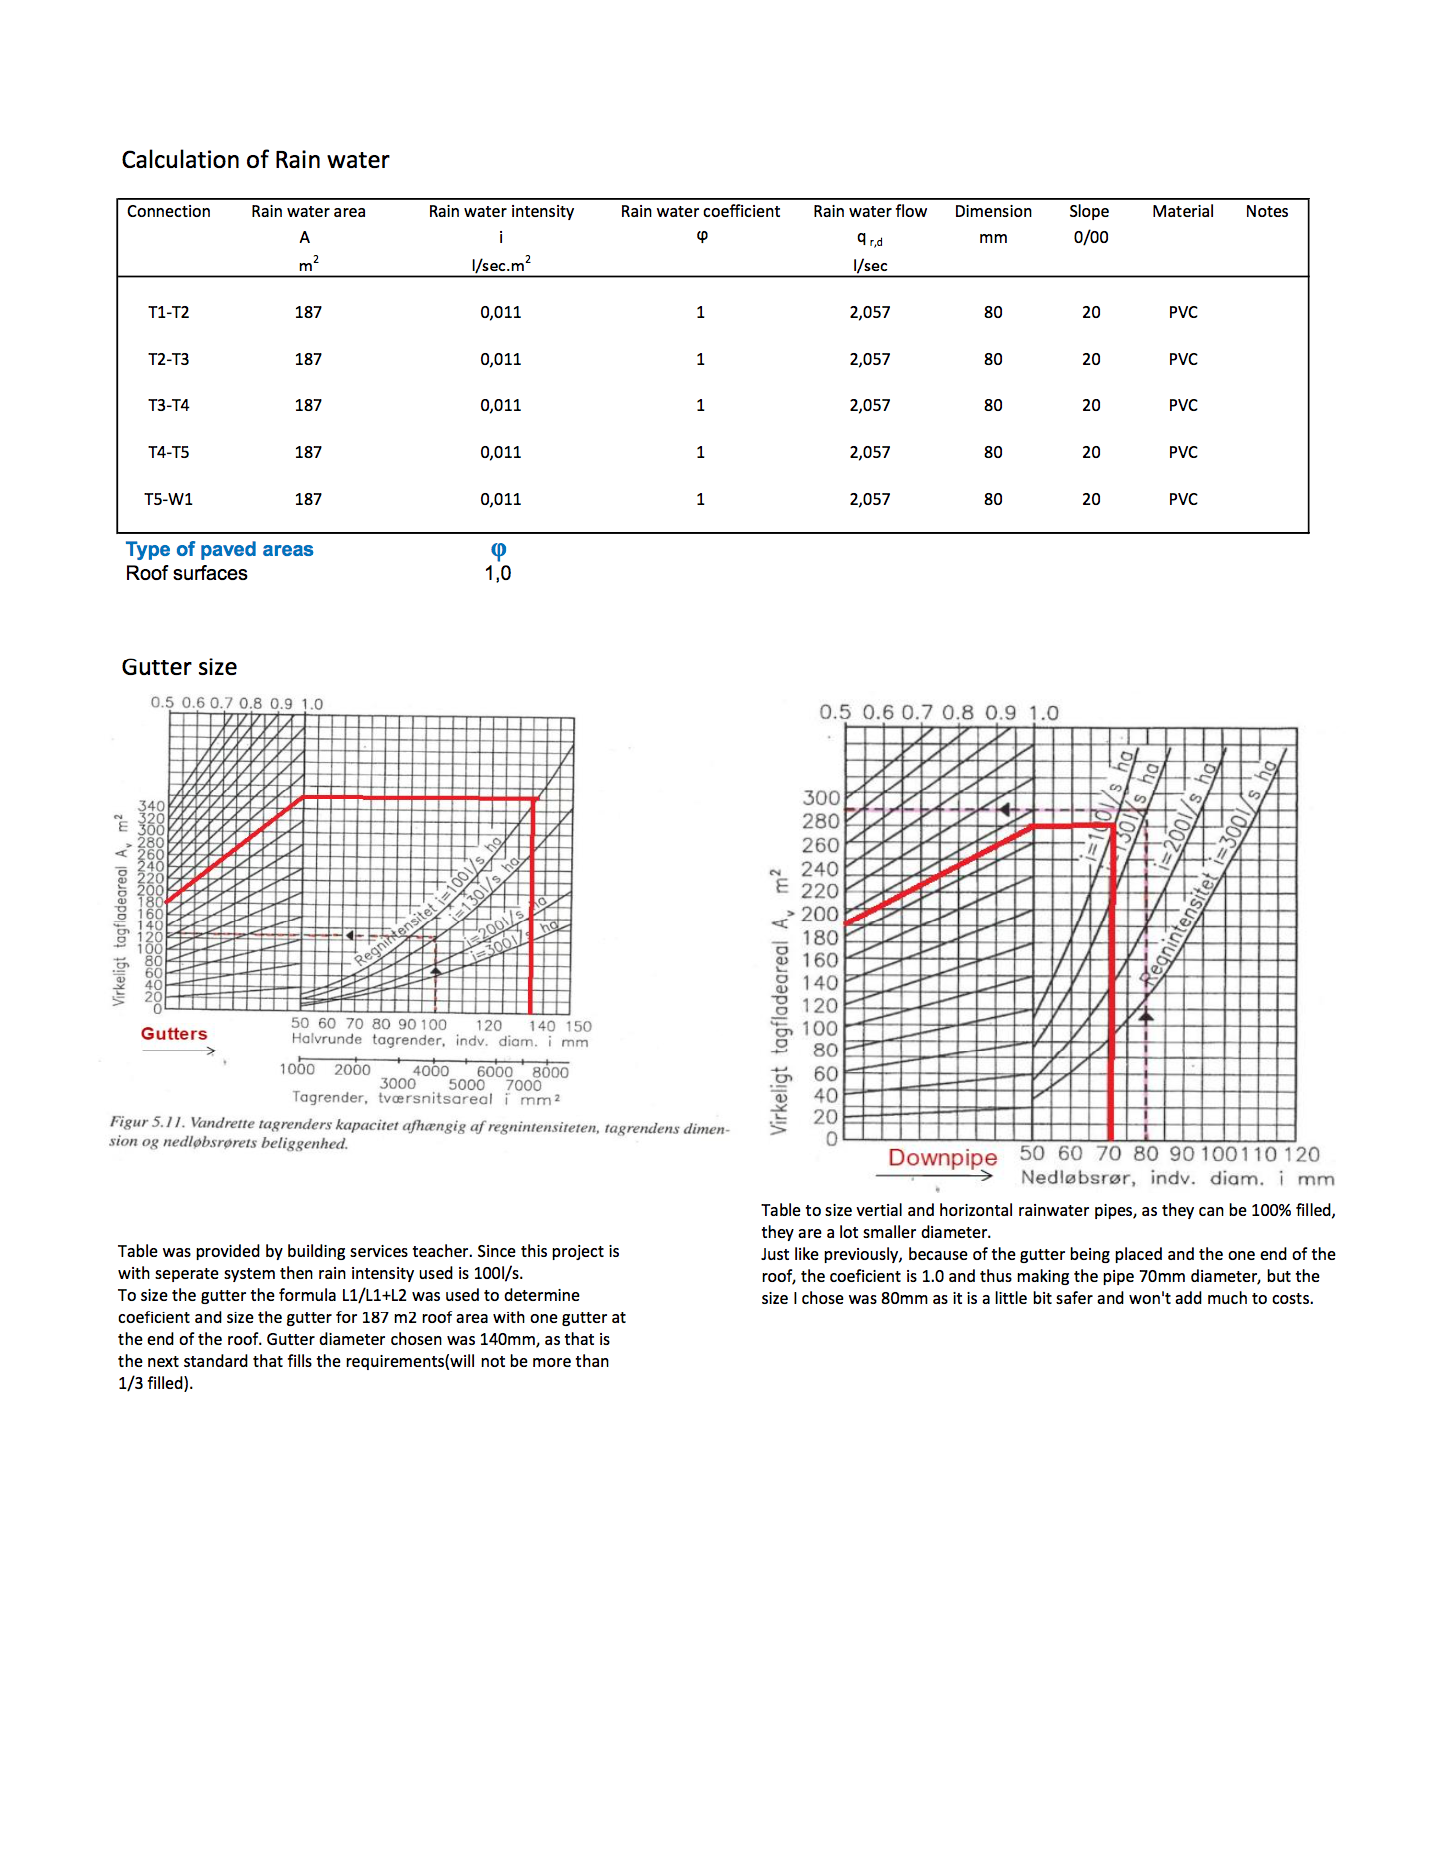 Calculation of Rain water
Connection Rain water area Rain water intensity Rain water coefficient Rain water flow Dimension Slope Material Notes
A i φ q r,d mm 0/00
m² l/sec.m² l/sec
T1-T2 187 0,011 1 2,057 80 20 PVC
T2-T3 187 0,011 1 2,057 80 20 PVC
T3-T4 187 0,011 1 2,057 80 20 PVC
T4-T5 187 0,011 1 2,057 80 20 PVC
T5-W1 187 0,011 1 2,057 80 20 PVC
Type of paved areas φ
Roof surfaces 1,0
Gutter size
0.5 0.6 0.7 0.8 0.9 1.0
340
320
300
280
260
240
220
200
180
160
140
120
100
80
60
40
20
0
Virkeligt tagfladeareal Aᵥ m²
Regnintensitet i=100l/s ha
i=130l/s ha
i=200l/s ha
i=300l/s ha
Gutters
50 60 70 80 90 100 120 140 150
Halvrunde tagrender, indv. diam. i mm
1000 2000 4000 6000 8000
3000 5000 7000
Tagrender, tværsnitsareal i mm²
Figur 5.11. Vandrette tagrenders kapacitet afhængig af regnintensiteten, tagrendens dimen-
sion og nedløbsrørets beliggenhed.
0.5 0.6 0.7 0.8 0.9 1.0
300
280
260
240
220
200
180
160
140
120
100
80
60
40
20
0
Virkeligt tagfladeareal Aᵥ m²
i=100l/s ha
130l/s ha
i=200l/s ha
Regnintensitet i=300l/s ha
Downpipe
50 60 70 80 90 100 110 120
Nedløbsrør, indv. diam. i mm
Table was provided by building services teacher. Since this project is
with seperate system then rain intensity used is 100l/s.
To size the gutter the formula L1/L1+L2 was used to determine
coeficient and size the gutter for 187 m2 roof area with one gutter at
the end of the roof. Gutter diameter chosen was 140mm, as that is
the next standard that fills the requirements(will not be more than
1/3 filled).
Table to size vertial and horizontal rainwater pipes, as they can be 100% filled,
they are a lot smaller diameter.
Just like previously, because of the gutter being placed and the one end of the
roof, the coeficient is 1.0 and thus making the pipe 70mm diameter, but the
size I chose was 80mm as it is a little bit safer and won't add much to costs.